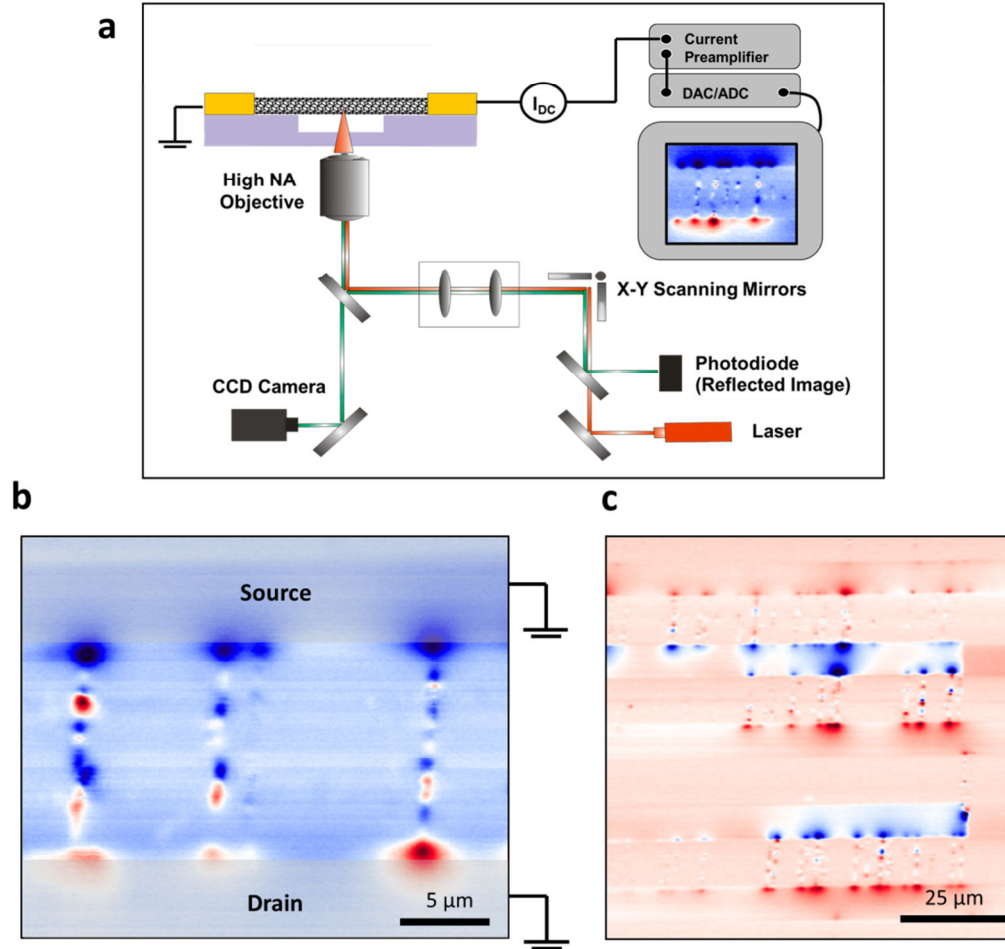 a
Current
Preamplifier
I_DC
DAC/ADC
High NA
Objective
X-Y Scanning Mirrors
CCD Camera
Photodiode
(Reflected Image)
Laser
b
c
Source
Drain
5 µm
25 µm